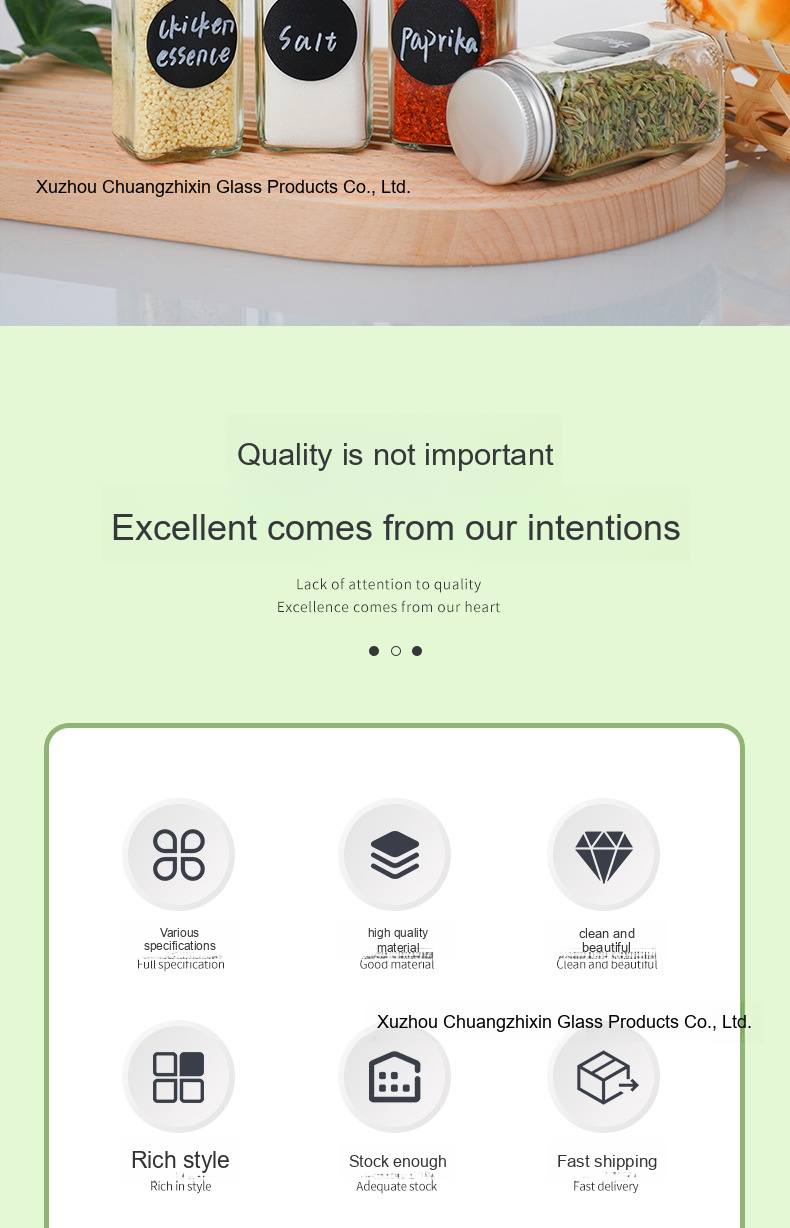 chicken
essence
Salt
Paprika
Xuzhou Chuangzhixin Glass Products Co., Ltd.
Quality is not important
Excellent comes from our intentions
Lack of attention to quality
Excellence comes from our heart
Various
specifications
Full specification
high quality
material
Good material
clean and
beautiful
Clean and beautiful
Xuzhou Chuangzhixin Glass Products Co., Ltd.
Rich style
Rich in style
Stock enough
Adequate stock
Fast shipping
Fast delivery